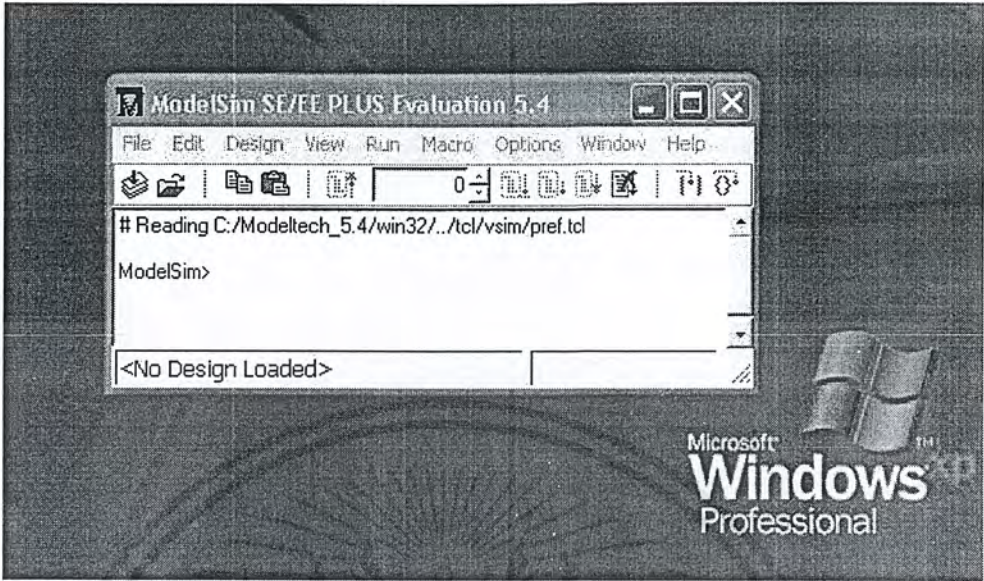 ModelSim SE/EE PLUS Evaluation 5.4
File Edit Design View Run Macro Options Window Help
0
# Reading C:/Modeltech_5.4/win32/../tcl/vsim/pref.tcl
ModelSim>
<No Design Loaded>
Microsoft®
Windows xp
TM
Professional